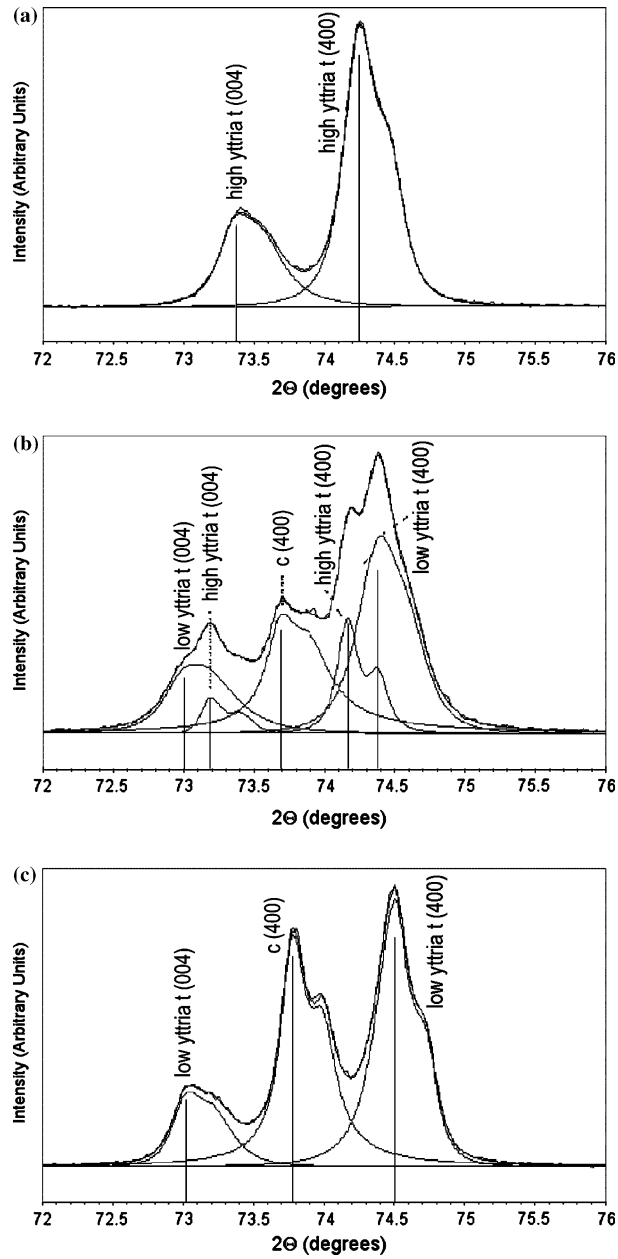 (a)
Intensity (Arbitrary Units)
high yttria t (004)
high yttria t (400)
72 72.5 73 73.5 74 74.5 75 75.5 76
2Θ (degrees)
(b)
Intensity (Arbitrary Units)
low yttria t (004)
high yttria t (004)
c (400)
high yttria t (400)
low yttria t (400)
72 72.5 73 73.5 74 74.5 75 75.5 76
2Θ (degrees)
(c)
Intensity (Arbitrary Units)
low yttria t (004)
c (400)
low yttria t (400)
72 72.5 73 73.5 74 74.5 75 75.5 76
2Θ (degrees)